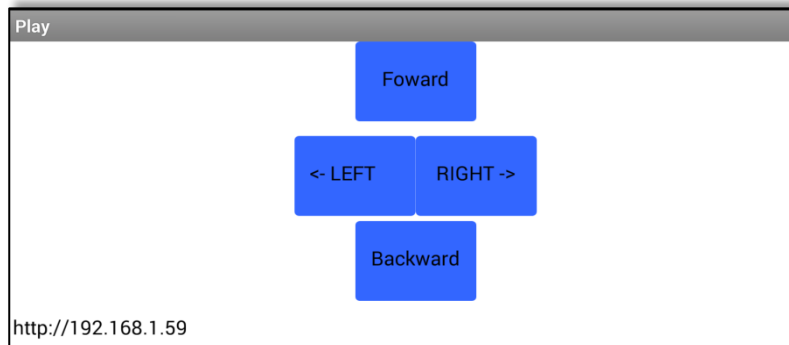 Play
Foward
<- LEFT RIGHT ->
Backward
http://192.168.1.59